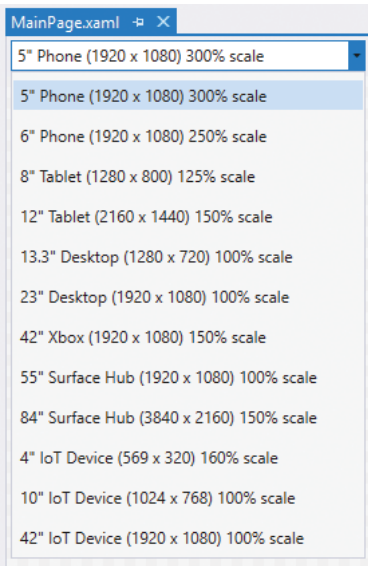 MainPage.xaml
5" Phone (1920 x 1080) 300% scale
5" Phone (1920 x 1080) 300% scale
6" Phone (1920 x 1080) 250% scale
8" Tablet (1280 x 800) 125% scale
12" Tablet (2160 x 1440) 150% scale
13.3" Desktop (1280 x 720) 100% scale
23" Desktop (1920 x 1080) 100% scale
42" Xbox (1920 x 1080) 150% scale
55" Surface Hub (1920 x 1080) 100% scale
84" Surface Hub (3840 x 2160) 150% scale
4" IoT Device (569 x 320) 160% scale
10" IoT Device (1024 x 768) 100% scale
42" IoT Device (1920 x 1080) 100% scale